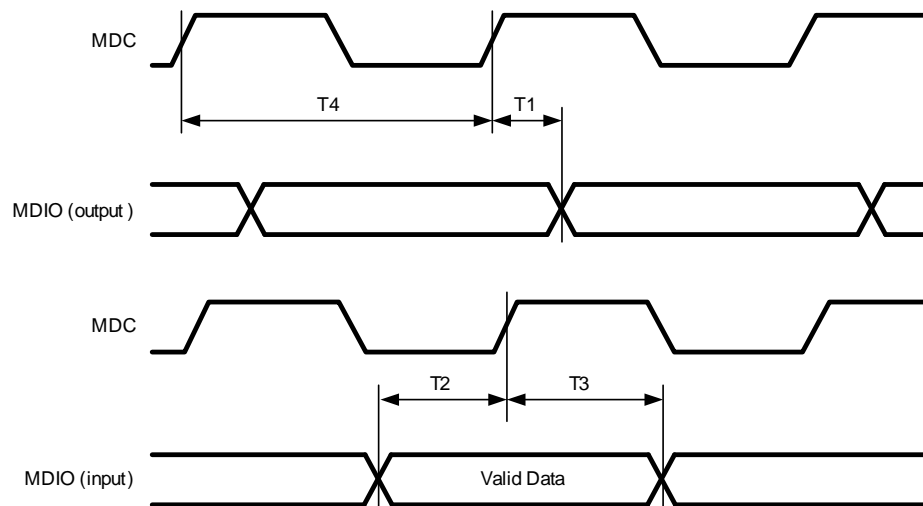 MDC
T4
T1
MDIO (output )
MDC
T2
T3
MDIO (input)
Valid Data